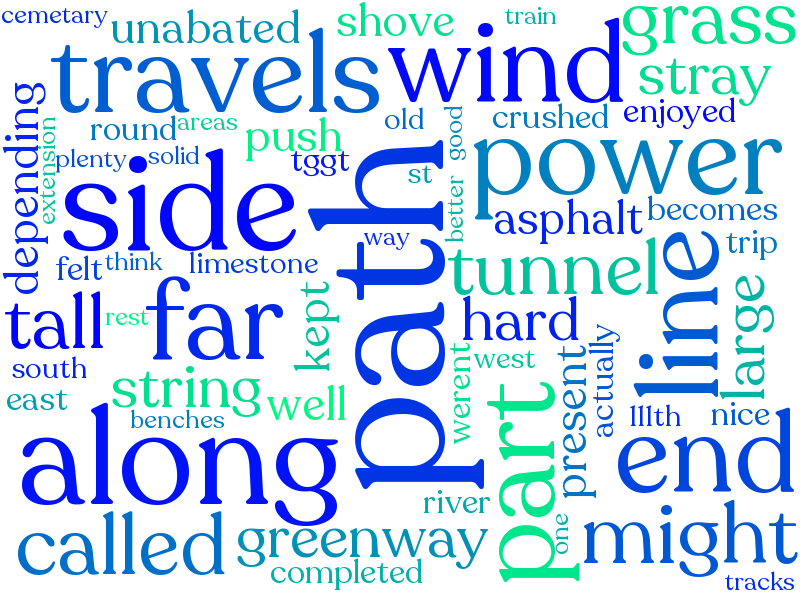 cemetary
unabated
shove
train
grass
travels
wind
stray
depending
extension
round
areas
push
old
good
crushed
enjoyed
plenty
solid
tggt
st
power
side
path
better
asphalt
becomes
way
trip
felt
think
limestone
tunnel
line
tall
rest
far
kept
hard
large
south
string
well
werent
west
present
actually
east
benches
part
111th
nice
along
end
river
called
greenway
one
might
completed
tracks